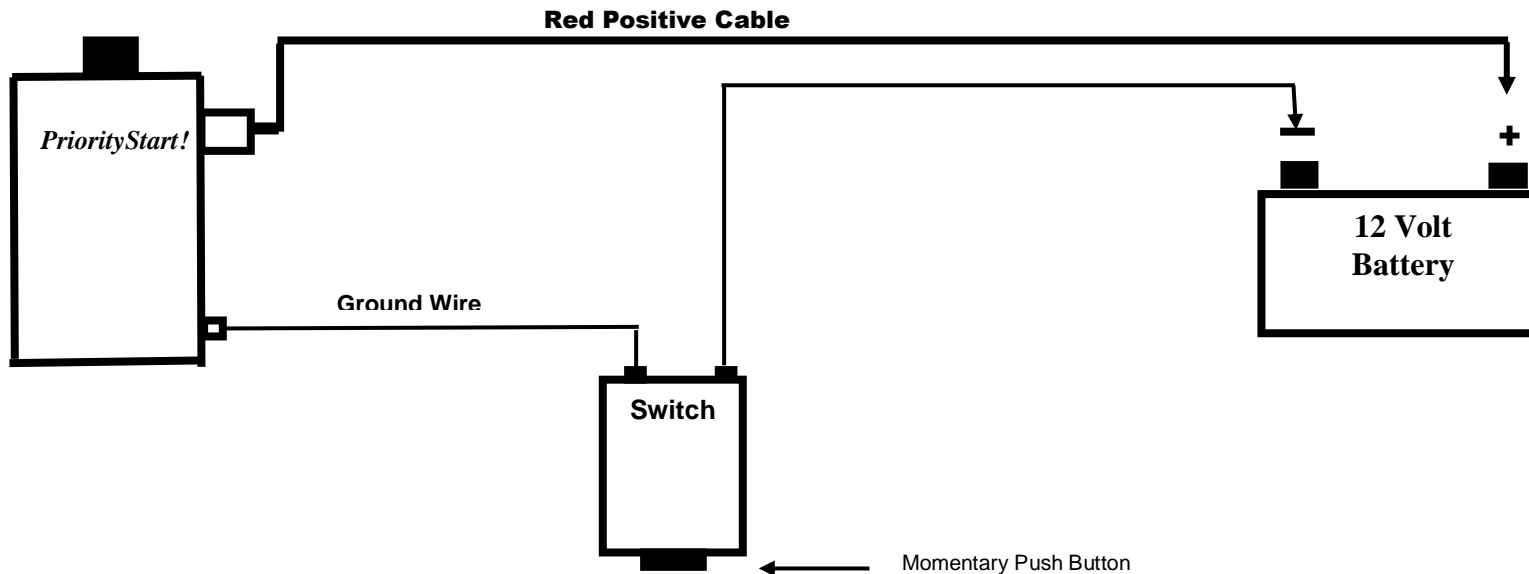 Red Positive Cable
PriorityStart!
− +
12 Volt
Battery
Ground Wire
Switch
Momentary Push Button